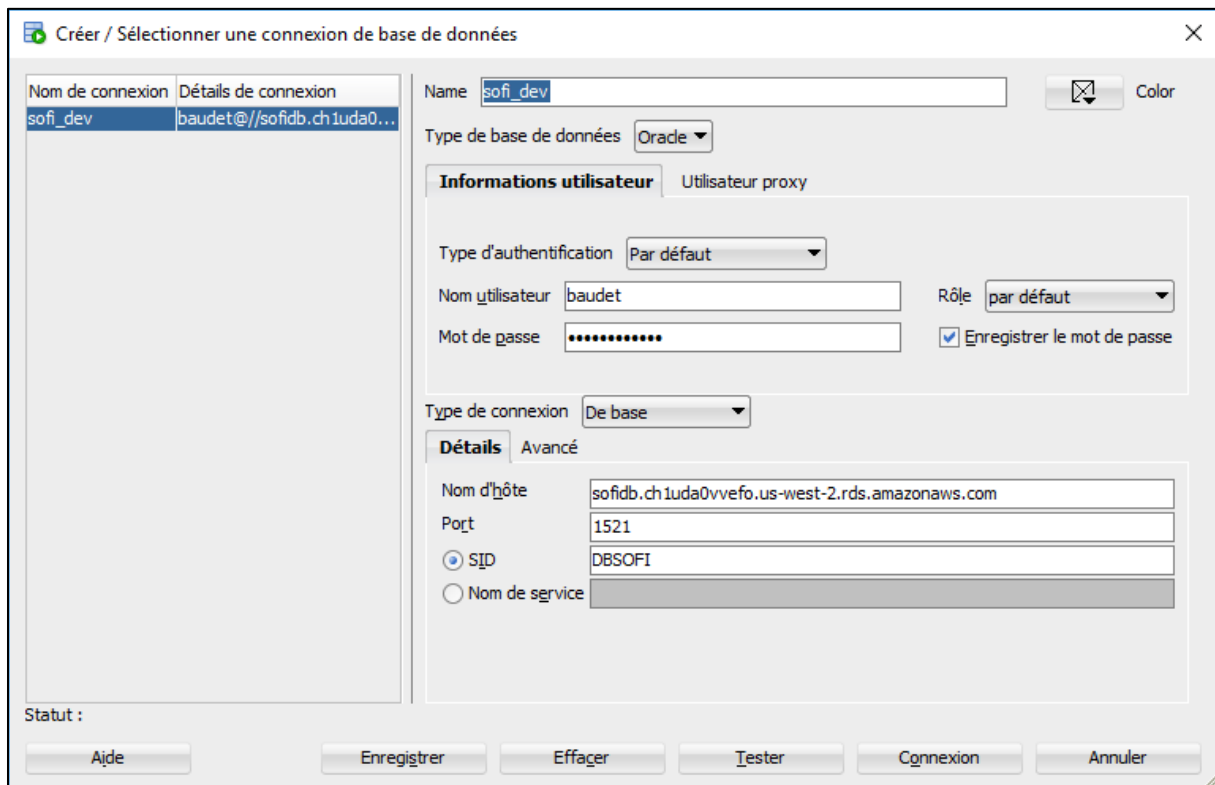 Créer / Sélectionner une connexion de base de données
Nom de connexion Détails de connexion
sofi_dev baudet@//sofidb.ch1uda0...
Name sofi_dev Color
Type de base de données Oracle
Informations utilisateur Utilisateur proxy
Type d'authentification Par défaut
Nom utilisateur baudet Rôle par défaut
Mot de passe •••••••••••• Enregistrer le mot de passe
Type de connexion De base
Détails Avancé
Nom d'hôte sofidb.ch1uda0vvefo.us-west-2.rds.amazonaws.com
Port 1521
SID DBSOFI
Nom de service
Statut :
Aide Enregistrer Effacer Tester Connexion Annuler